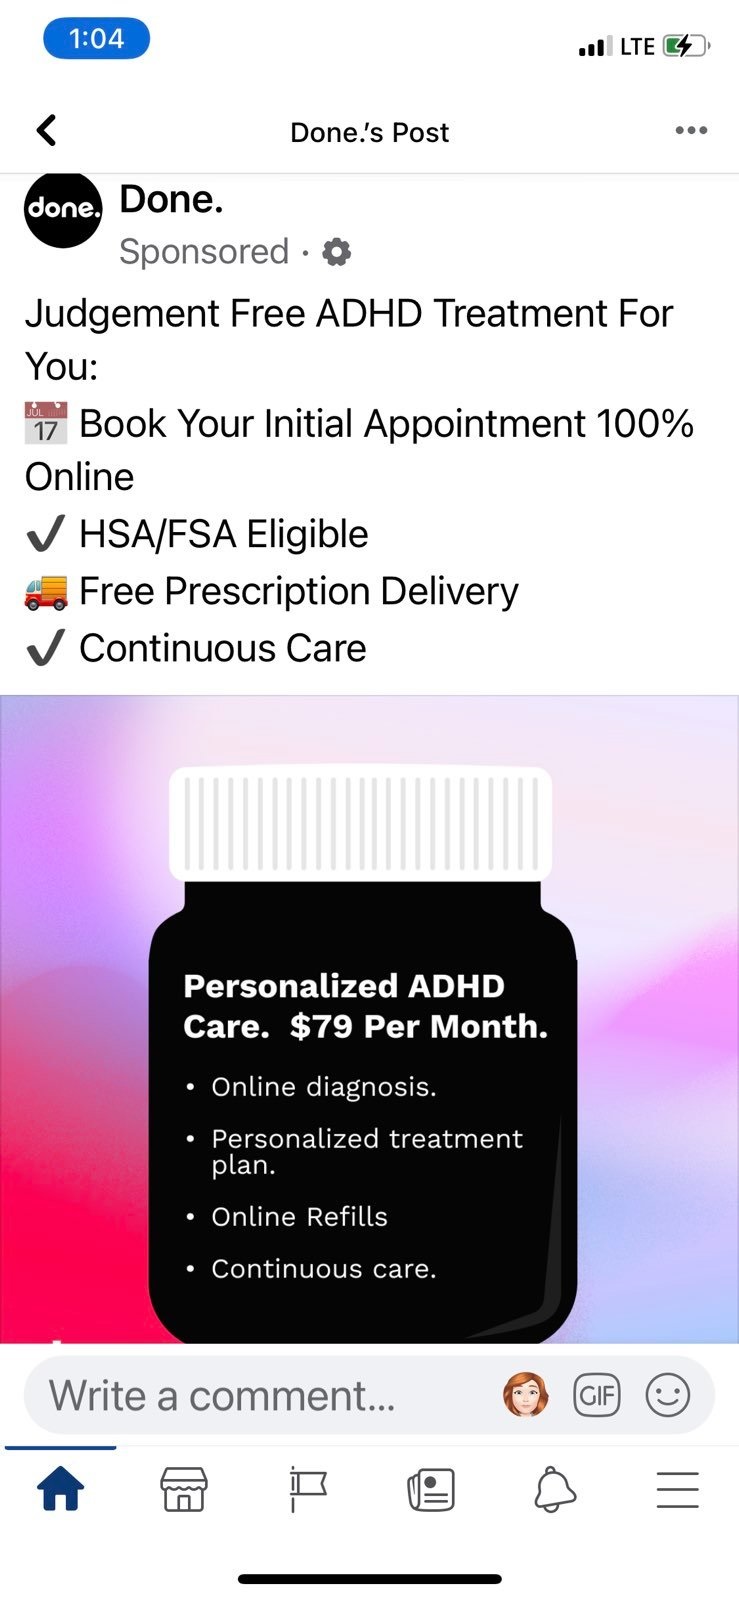 1:04
LTE
Done.'s Post
done.
Done.
Sponsored ·
Judgement Free ADHD Treatment For
You:
JUL 17 Book Your Initial Appointment 100%
Online
✔ HSA/FSA Eligible
🚚 Free Prescription Delivery
✔ Continuous Care
Personalized ADHD
Care. $79 Per Month.
• Online diagnosis.
• Personalized treatment
plan.
• Online Refills
• Continuous care.
Write a comment...
GIF